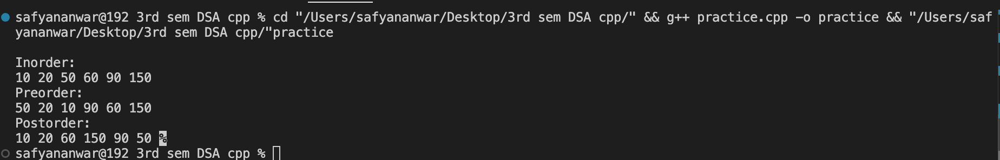 safyananwar@192 3rd sem DSA cpp % cd "/Users/safyananwar/Desktop/3rd sem DSA cpp/" && g++ practice.cpp -o practice && "/Users/saf
yananwar/Desktop/3rd sem DSA cpp/"practice
Inorder:
10 20 50 60 90 150
Preorder:
50 20 10 90 60 150
Postorder:
10 20 60 150 90 50 %
safyananwar@192 3rd sem DSA cpp %